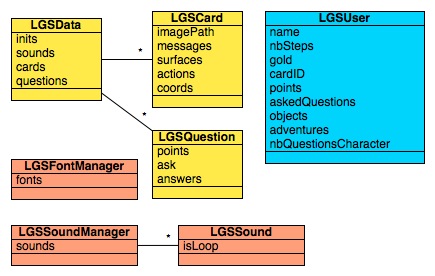 LGSData
inits
sounds
cards
questions
*
*
LGSCard
imagePath
messages
surfaces
actions
coords
LGSUser
name
nbSteps
gold
cardID
points
askedQuestions
objects
adventures
nbQuestionsCharacter
LGSQuestion
points
ask
answers
LGSFontManager
fonts
LGSSoundManager
sounds
*
LGSSound
isLoop